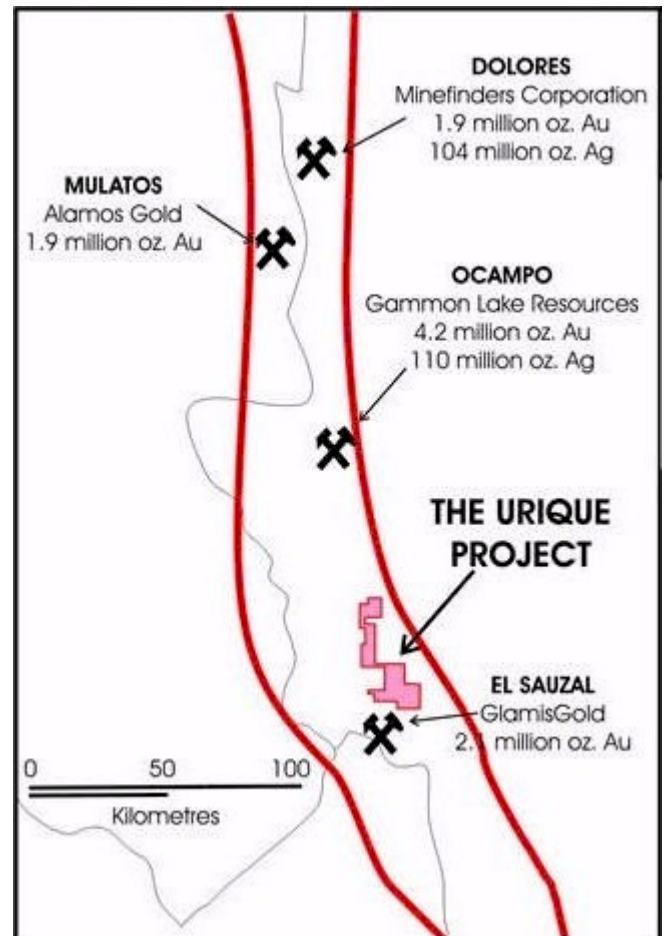 DOLORES
Minefinders Corporation
1.9 million oz. Au
104 million oz. Ag
MULATOS
Alamos Gold
1.9 million oz. Au
OCAMPO
Gammon Lake Resources
4.2 million oz. Au
110 million oz. Ag
THE URIQUE
PROJECT
EL SAUZAL
GlamisGold
2.1 million oz. Au
0 50 100
Kilometres